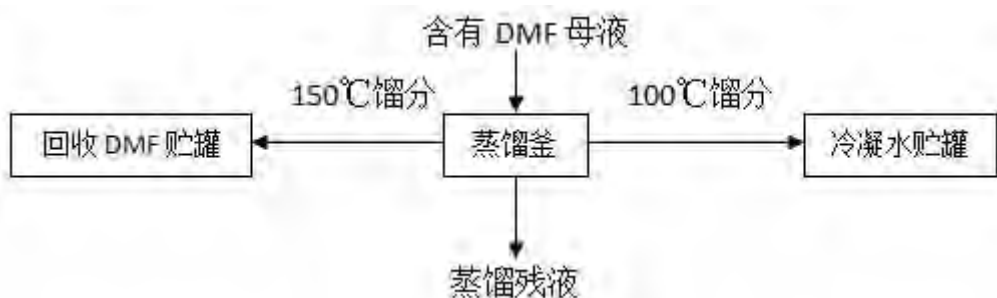 含有 DMF 母液
150℃馏分
100℃馏分
回收 DMF 贮罐
蒸馏釜
冷凝水贮罐
蒸馏残液